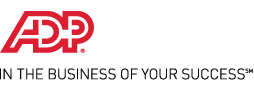 ADP®
IN THE BUSINESS OF YOUR SUCCESS℠